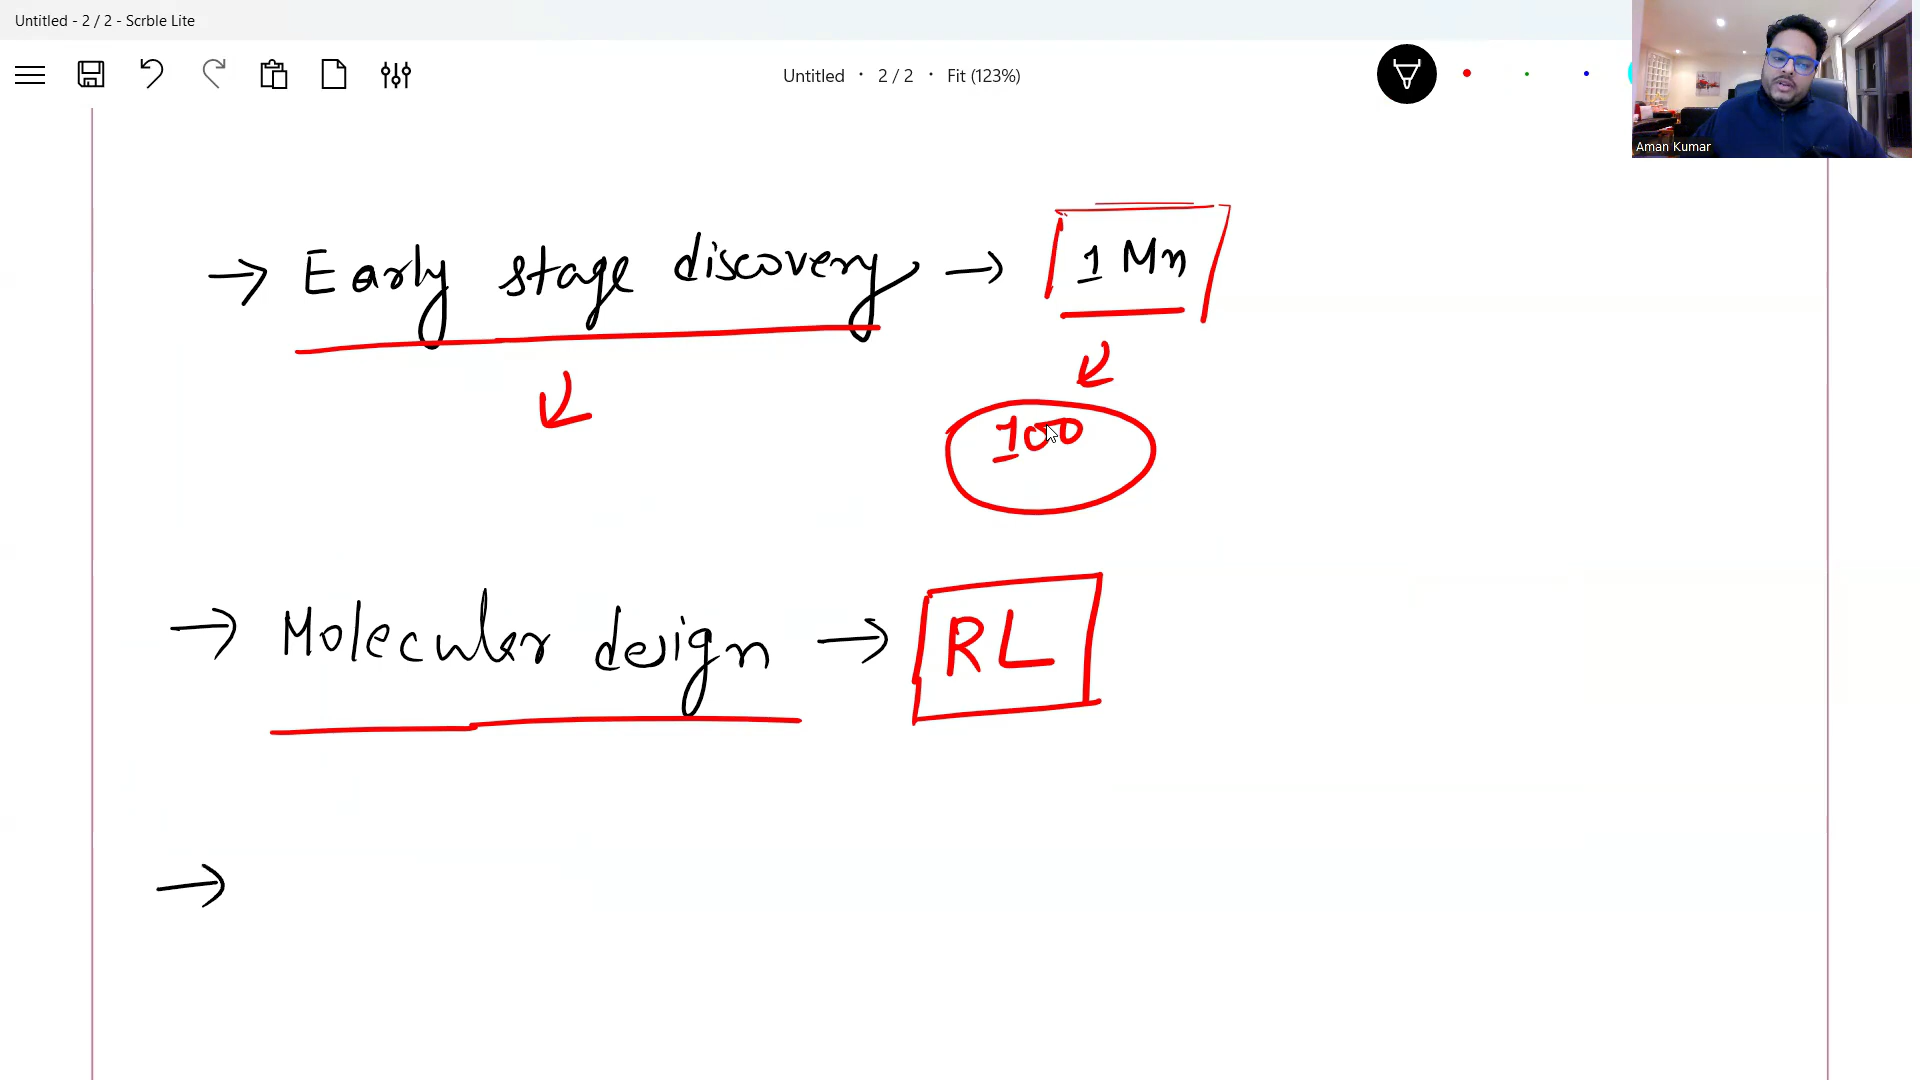 Untitled - 2 / 2 - Scrble Lite
Untitled • 2 / 2 • Fit (123%)
Aman Kumar
→ Early stage discovery → 1 Mn
100
→ Molecular design → RL
→